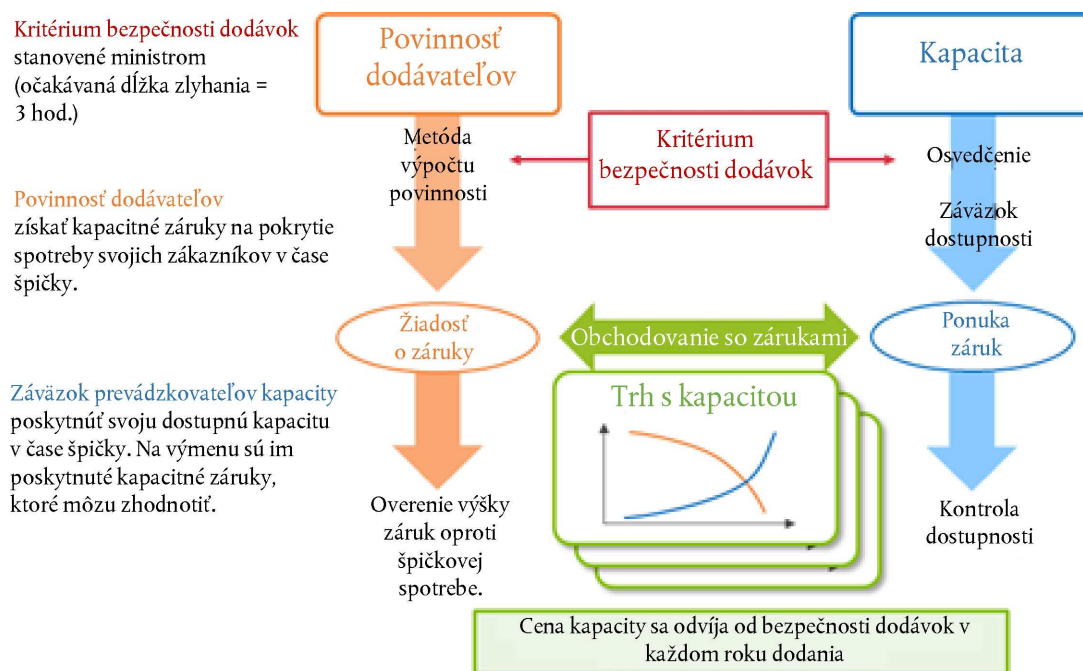 Kritérium bezpečnosti dodávok
stanovené ministrom
(očakávaná dĺžka zlyhania =
3 hod.)
Povinnosť dodávateľov
získať kapacitné záruky na pokrytie
spotreby svojich zákazníkov v čase
špičky.
Záväzok prevádzkovateľov kapacity
poskytnúť svoju dostupnú kapacitu
v čase špičky. Na výmenu sú im
poskytnuté kapacitné záruky,
ktoré môzu zhodnotiť.
Povinnosť
dodávateľov
Metóda
výpočtu
povinnosti
Žiadosť
o záruky
Overenie výšky
záruk oproti
špičkovej
spotrebe.
Kritérium
bezpečnosti dodávok
Obchodovanie so zárukami
Trh s kapacitou
Kapacita
Osvedčenie
Záväzok
dostupnosti
Ponuka
záruk
Kontrola
dostupnosti
Cena kapacity sa odvíja od bezpečnosti dodávok v
každom roku dodania